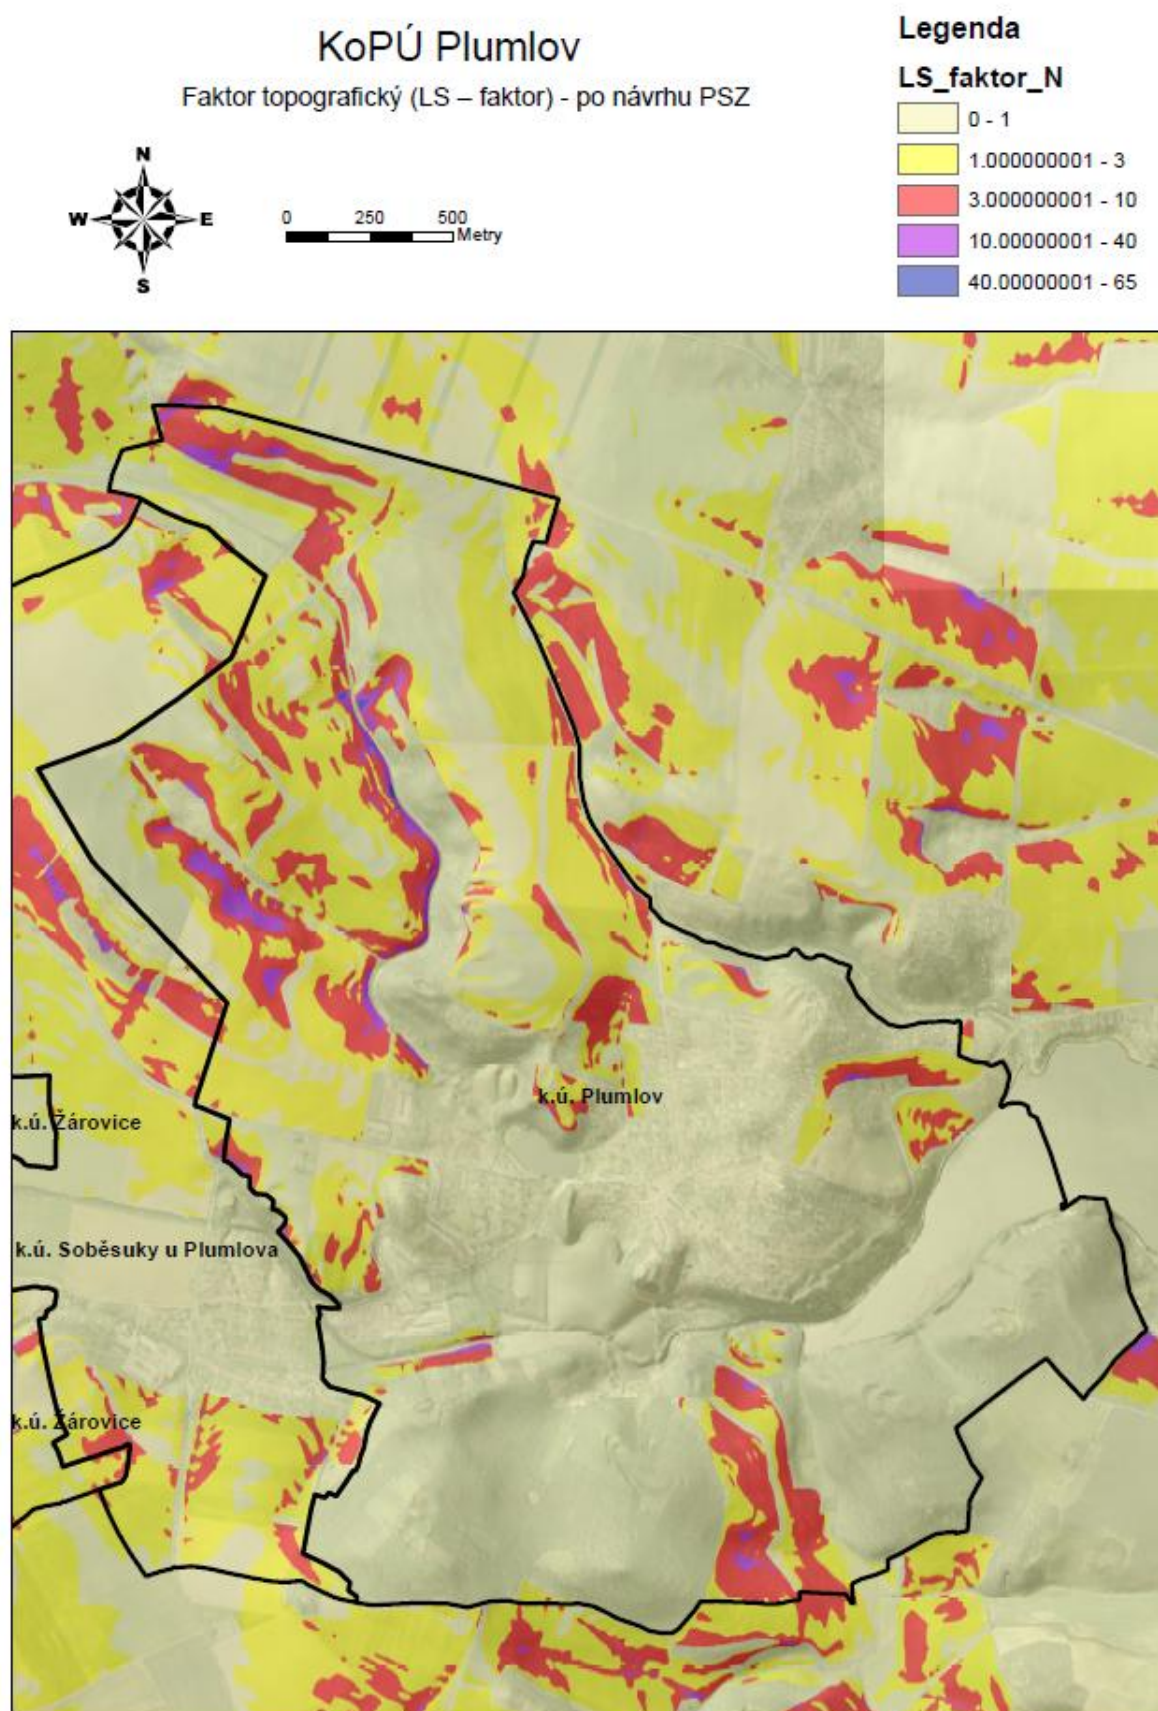 KoPÚ Plumlov
Faktor topografický (LS – faktor) - po návrhu PSZ
N
W E
S
0 250 500
Metry
Legenda
LS_faktor_N
0 - 1
1.000000001 - 3
3.000000001 - 10
10.00000001 - 40
40.00000001 - 65
k.ú. Plumlov
k.ú. Žárovice
k.ú. Soběsuky u Plumlova
k.ú. Žárovice